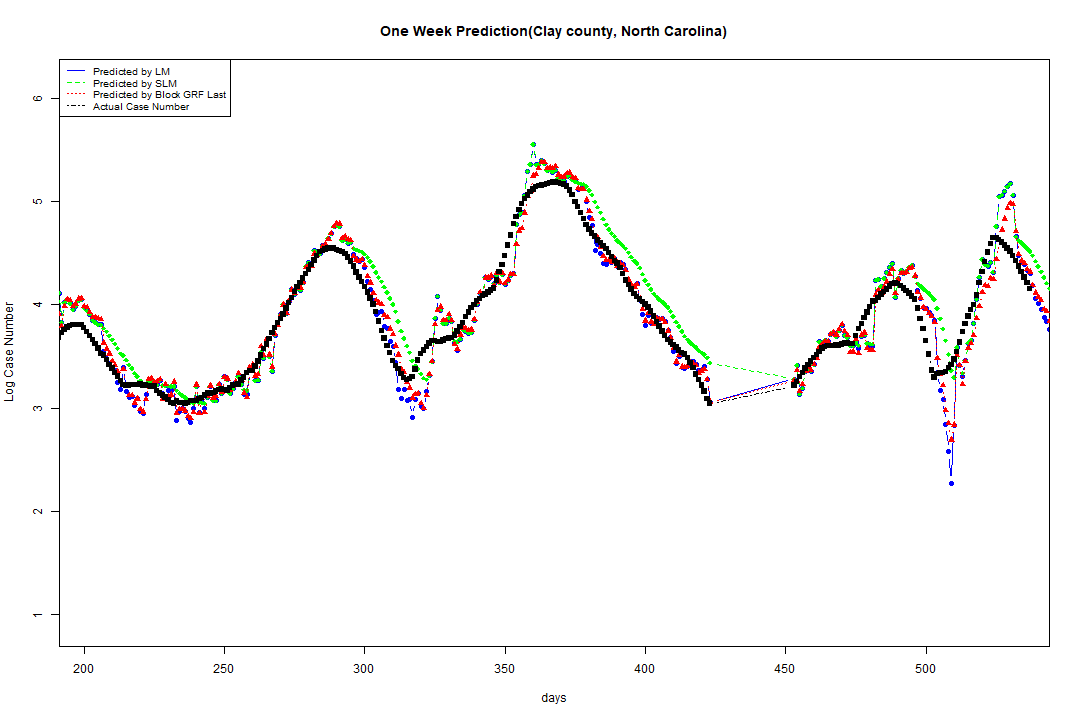 One Week Prediction(Clay county, North Carolina)
Predicted by LM
Predicted by SLM
Predicted by Block GRF Last
Actual Case Number
Log Case Number
6
5
4
3
2
1
200 250 300 350 400 450 500
days